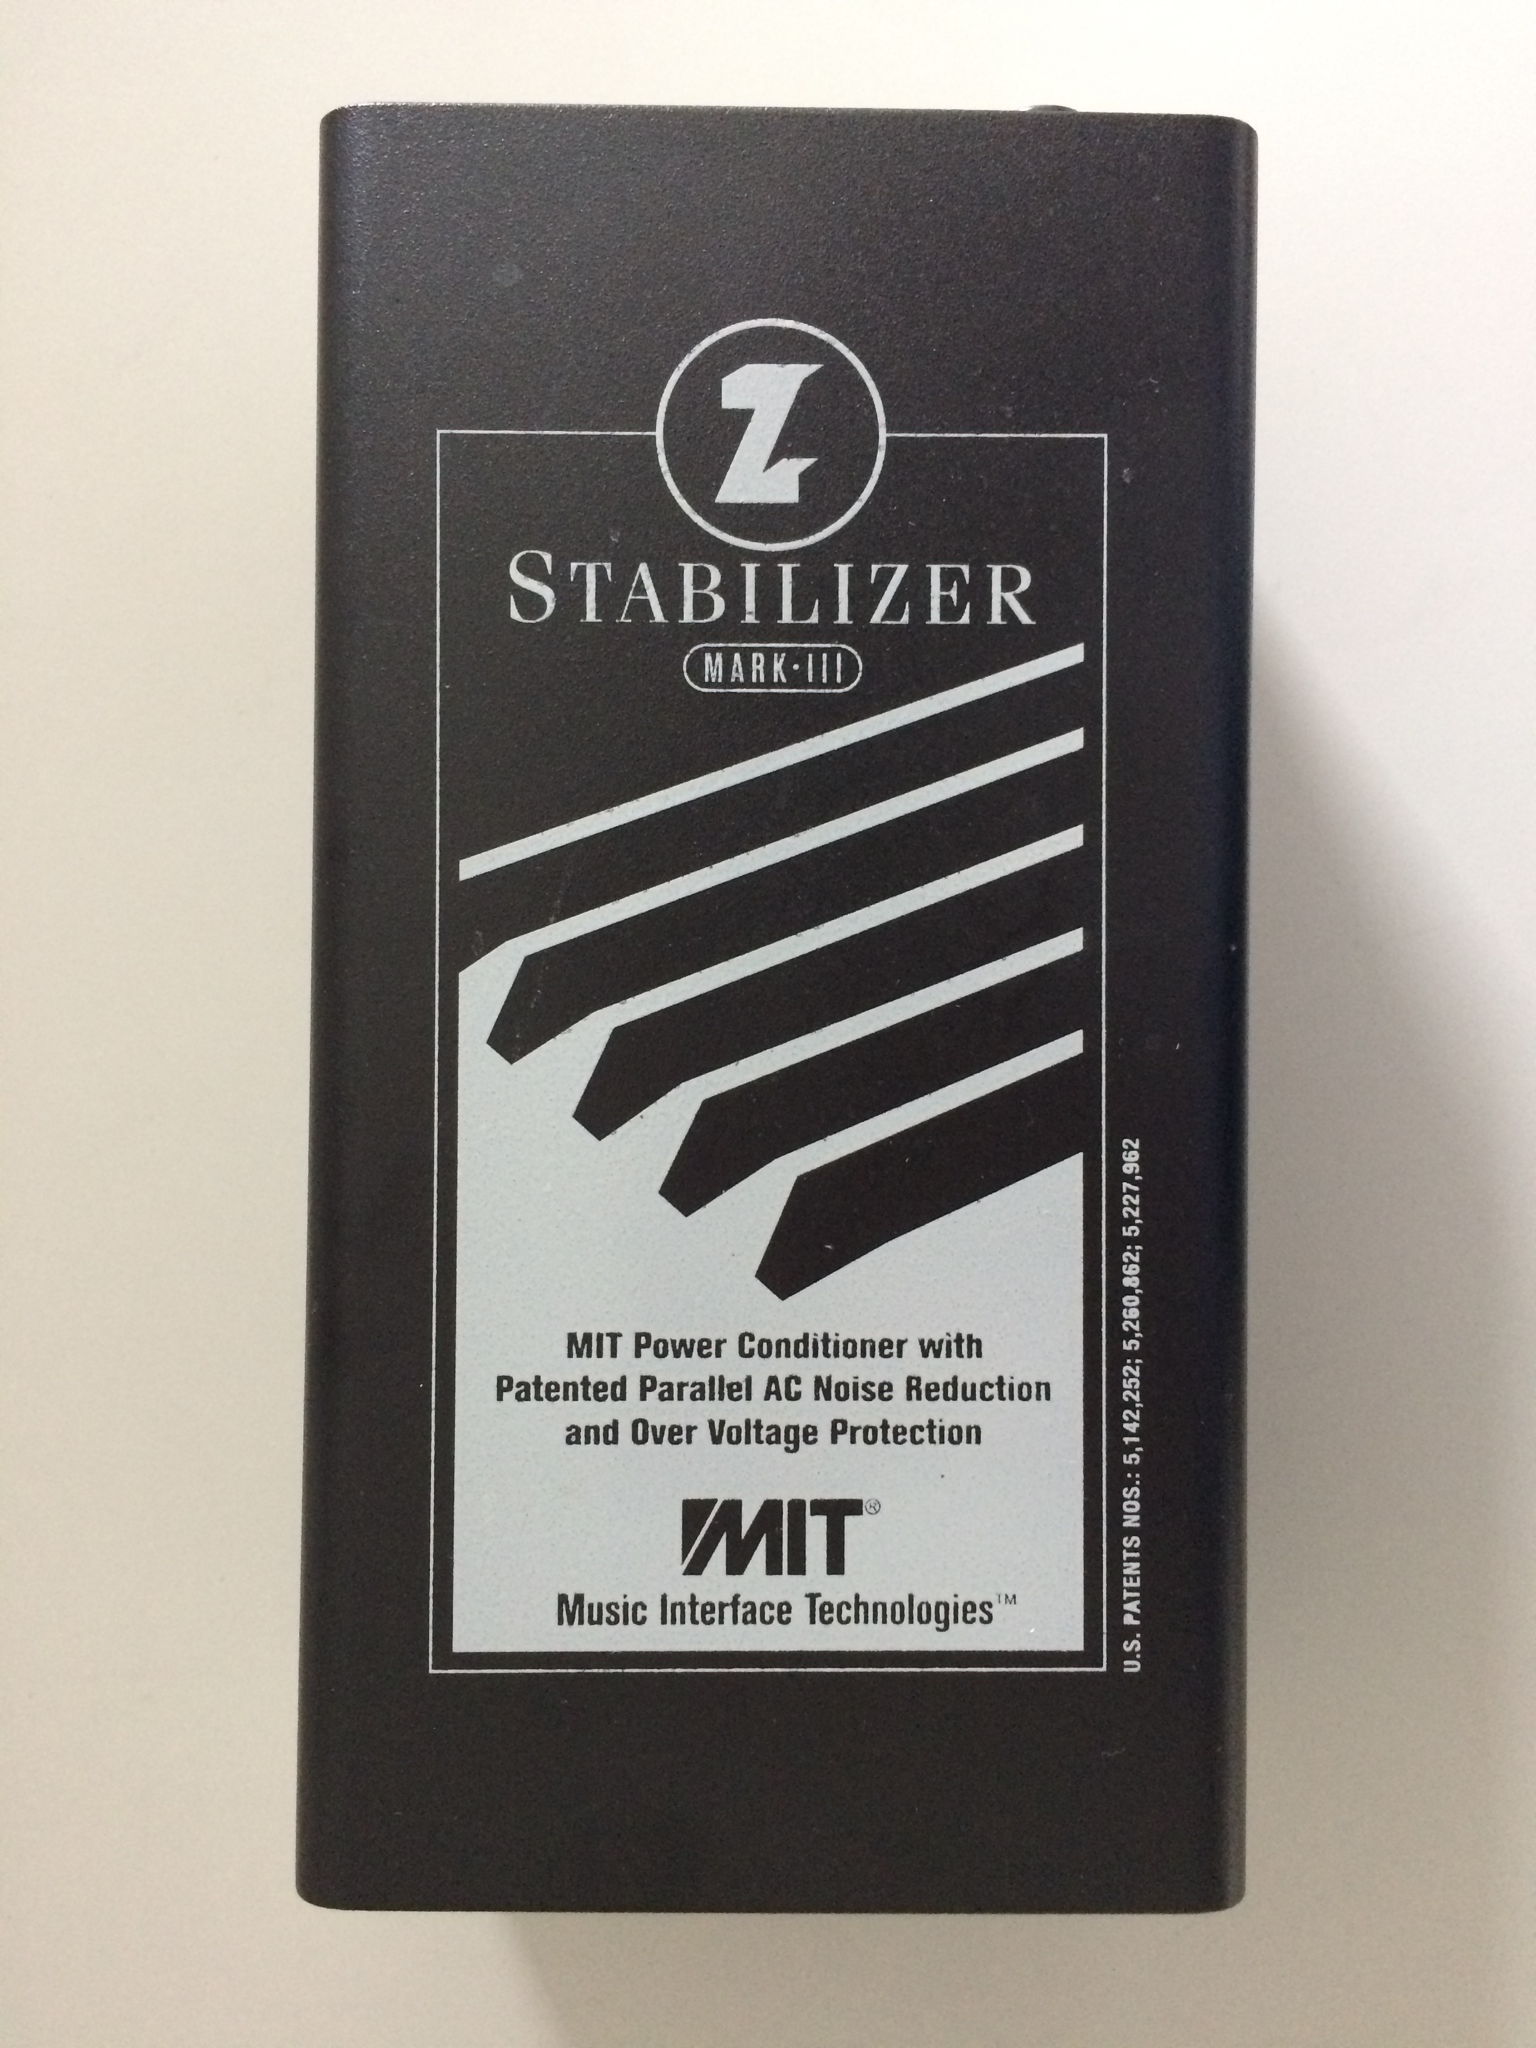 Z
STABILIZER
MARK·III
MIT Power Conditioner with
Patented Parallel AC Noise Reduction
and Over Voltage Protection
MIT®
Music Interface Technologies™
U.S. PATENTS NOS.: 5,142,252; 5,260,862; 5,227,962